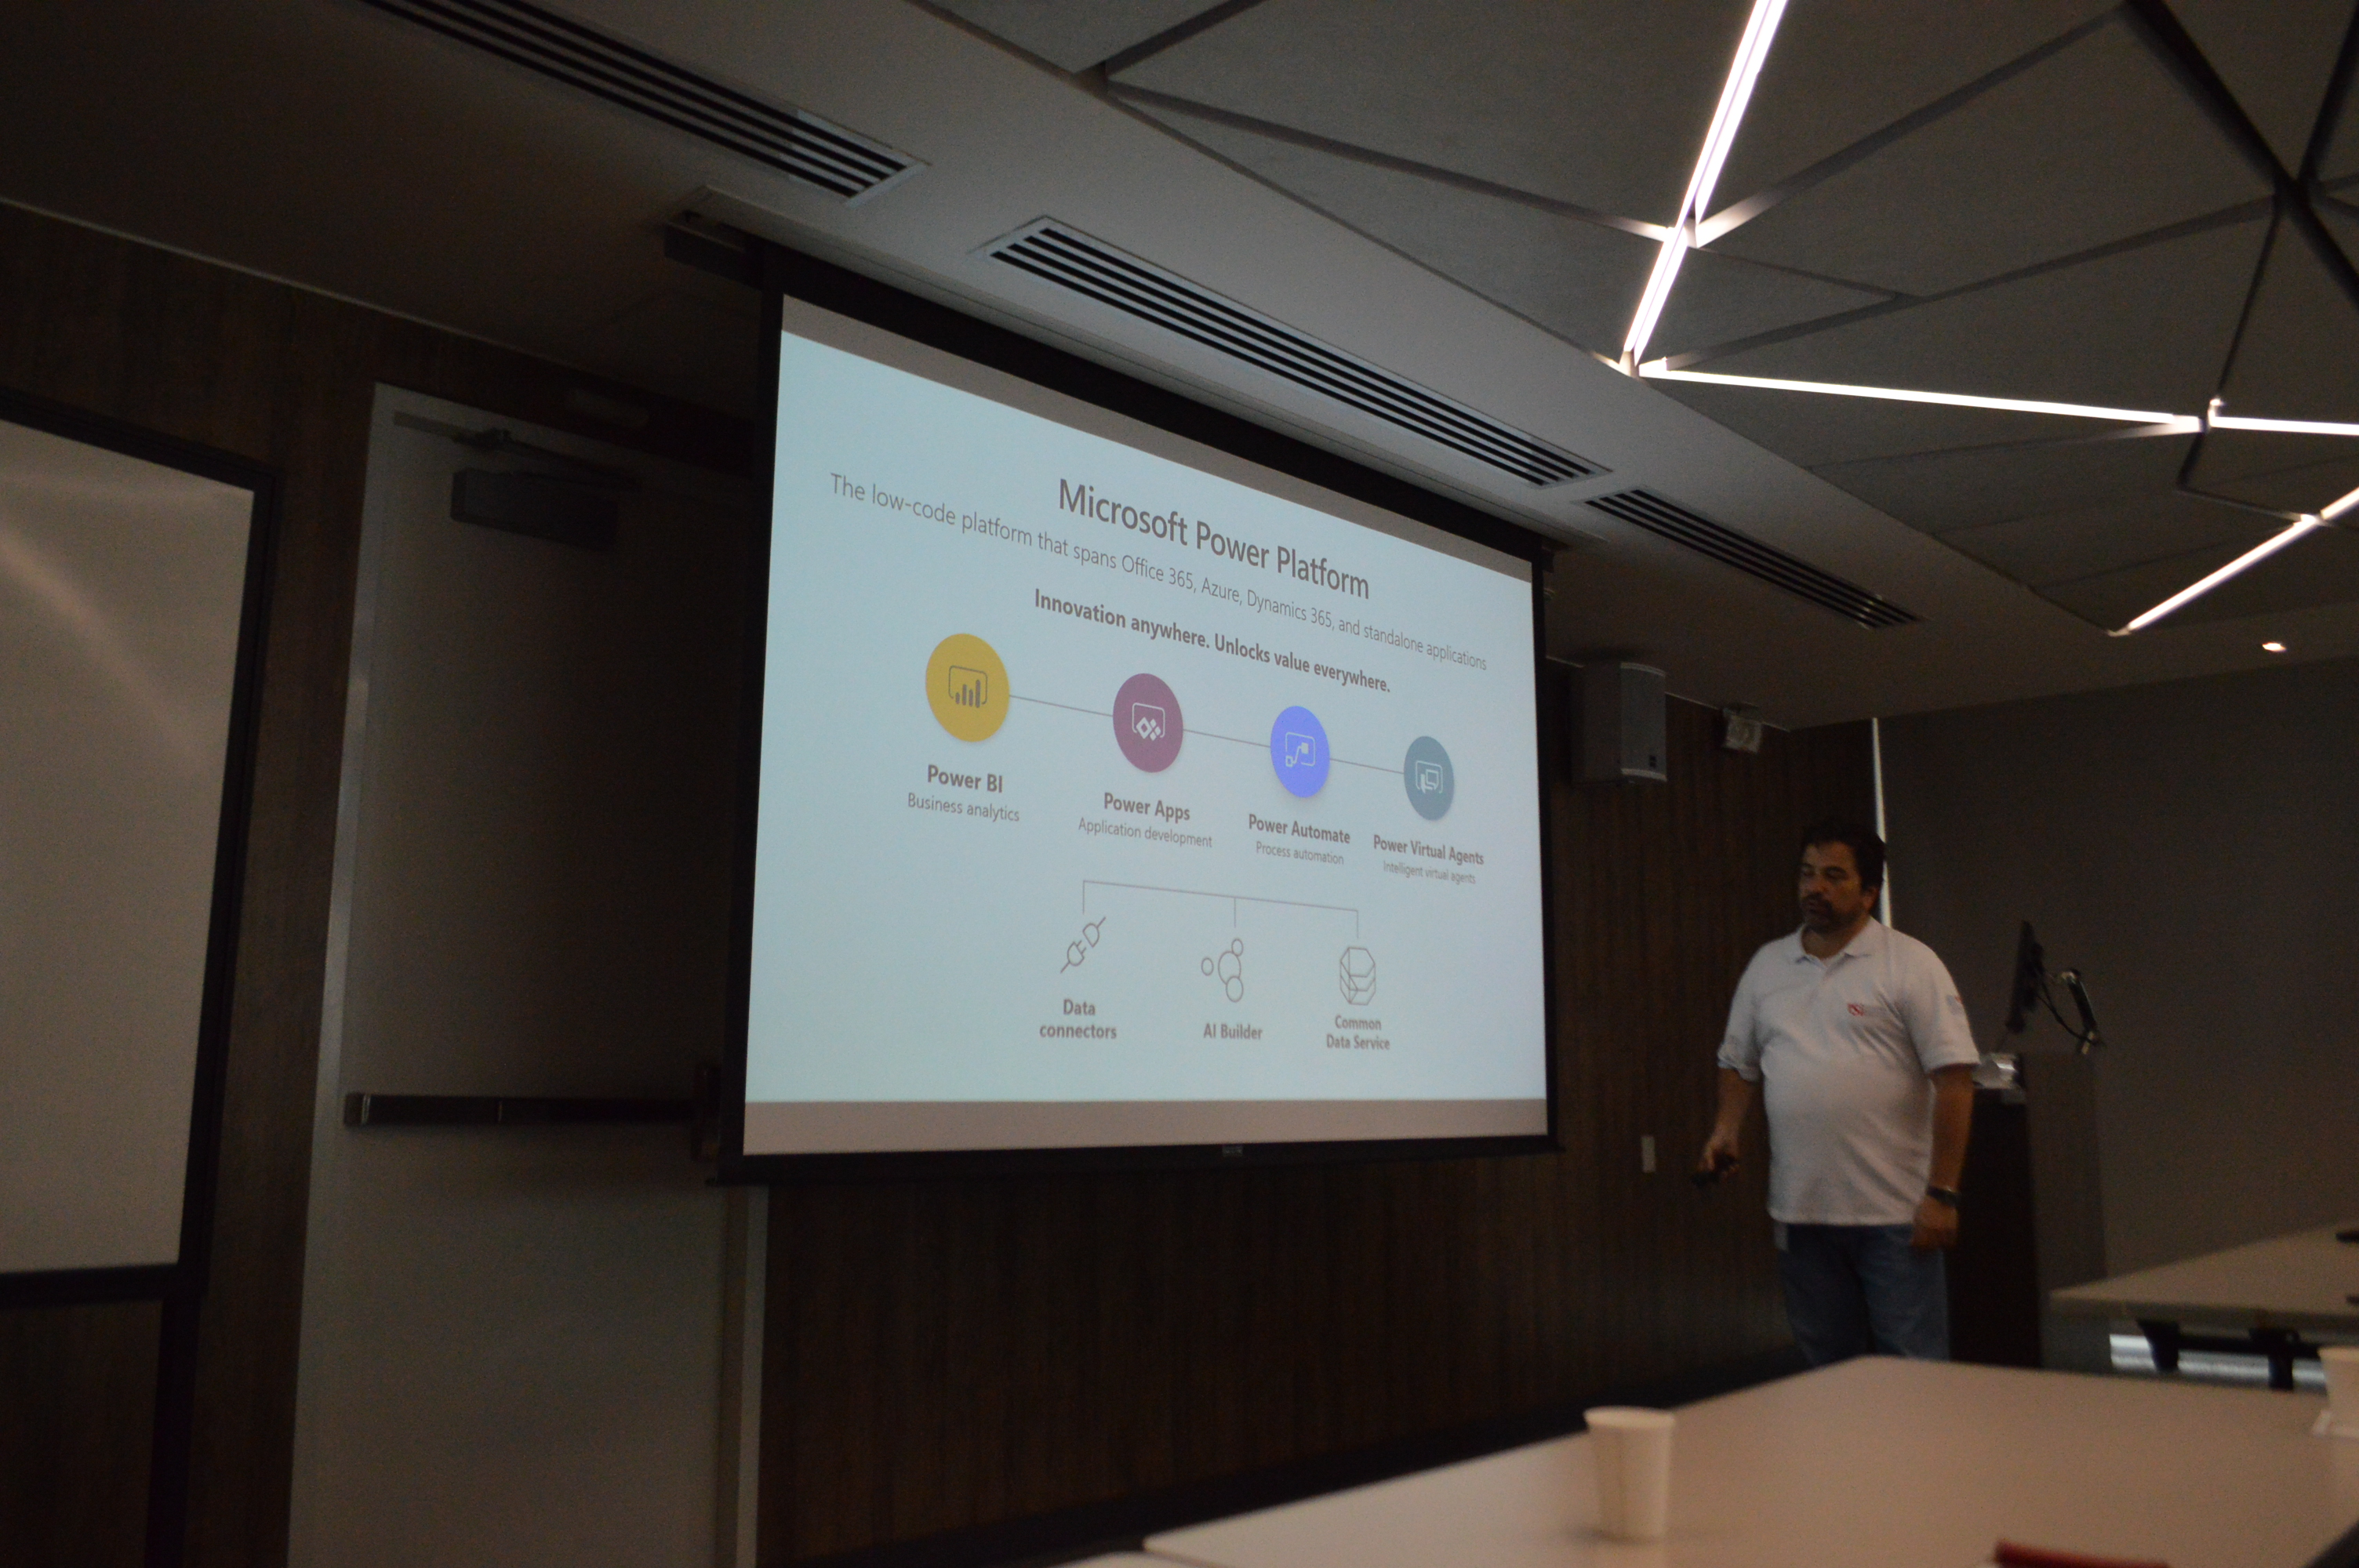 Microsoft Power Platform
The low-code platform that spans Office 365, Azure, Dynamics 365, and standalone applications
Innovation anywhere. Unlocks value everywhere.
Power BI
Business analytics
Power Apps
Application development
Power Automate
Process automation
Power Virtual Agents
Intelligent virtual agents
Data
connectors
AI Builder
Common
Data Service